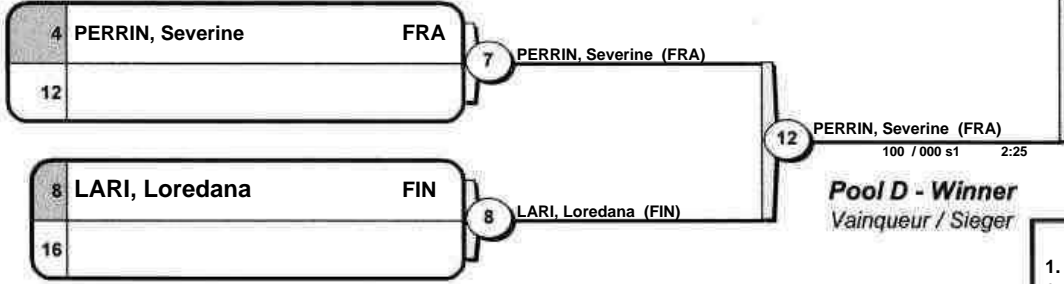 4 PERRIN, Severine FRA
12
7 PERRIN, Severine (FRA)
12 PERRIN, Severine (FRA)
100 / 000 s1 2:25
Pool D - Winner
Vainqueur / Sieger
8 LARI, Loredana FIN
16
8 LARI, Loredana (FIN)
1.